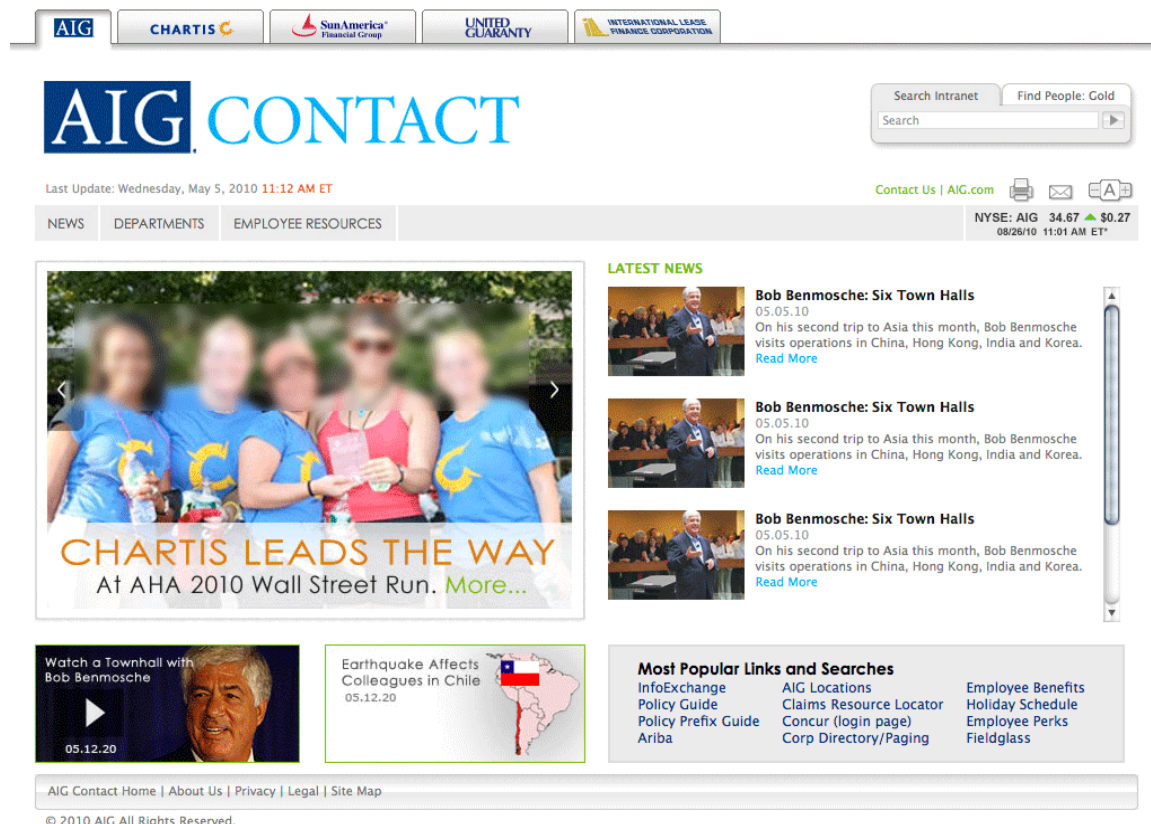 AIG
CHARTIS
SunAmerica
Financial Group
UNITED
GUARANTY
INTERNATIONAL LEASE
FINANCE CORPORATION
AIG CONTACT
Search Intranet
Find People: Gold
Search
Last Update: Wednesday, May 5, 2010 11:12 AM ET
Contact Us | AIG.com
A
NEWS
DEPARTMENTS
EMPLOYEE RESOURCES
NYSE: AIG 34.67 $0.27
08/26/10 11:01 AM ET*
CHARTIS LEADS THE WAY
At AHA 2010 Wall Street Run. More...
LATEST NEWS
Bob Benmosche: Six Town Halls
05.05.10
On his second trip to Asia this month, Bob Benmosche
visits operations in China, Hong Kong, India and Korea.
Read More
Bob Benmosche: Six Town Halls
05.05.10
On his second trip to Asia this month, Bob Benmosche
visits operations in China, Hong Kong, India and Korea.
Read More
Bob Benmosche: Six Town Halls
05.05.10
On his second trip to Asia this month, Bob Benmosche
visits operations in China, Hong Kong, India and Korea.
Read More
Watch a Townhall with
Bob Benmosche
05.12.20
Earthquake Affects
Colleagues in Chile
05.12.20
Most Popular Links and Searches
InfoExchange
Policy Guide
Policy Prefix Guide
Ariba
AIG Locations
Claims Resource Locator
Concur (login page)
Corp Directory/Paging
Employee Benefits
Holiday Schedule
Employee Perks
Fieldglass
AIG Contact Home | About Us | Privacy | Legal | Site Map
© 2010 AIG All Rights Reserved.